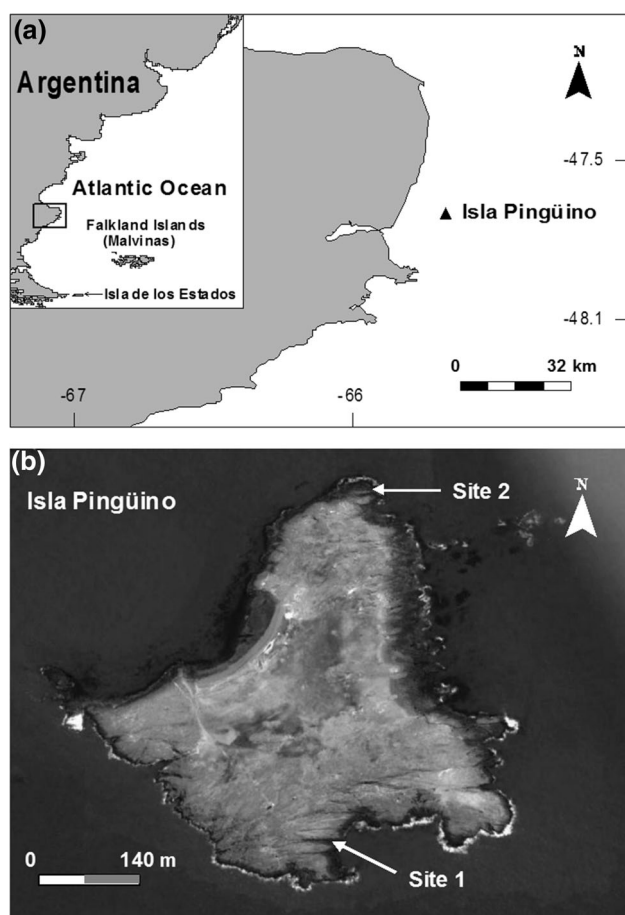 (a)
Argentina
Atlantic Ocean
Falkland Islands
(Malvinas)
Isla de los Estados
N
-47.5
Isla Pingüino
-48.1
0 32 km
-67 -66
(b)
Isla Pingüino
Site 2
N
0 140 m
Site 1